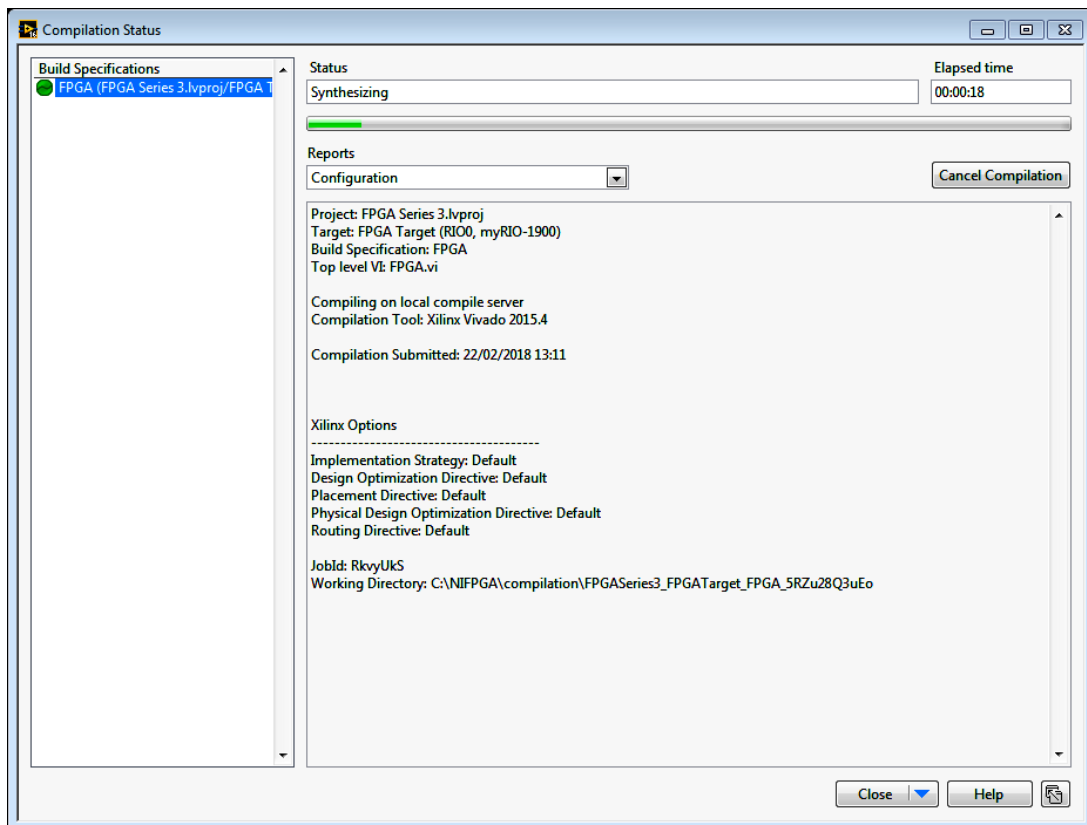 Compilation Status
Build Specifications
FPGA (FPGA Series 3.lvproj/FPGA T
Status
Elapsed time
Synthesizing
00:00:18
Reports
Configuration
Cancel Compilation
Project: FPGA Series 3.lvproj
Target: FPGA Target (RIO0, myRIO-1900)
Build Specification: FPGA
Top level VI: FPGA.vi
Compiling on local compile server
Compilation Tool: Xilinx Vivado 2015.4
Compilation Submitted: 22/02/2018 13:11
Xilinx Options
---------------------------------------
Implementation Strategy: Default
Design Optimization Directive: Default
Placement Directive: Default
Physical Design Optimization Directive: Default
Routing Directive: Default
JobId: RkvyUkS
Working Directory: C:\NIFPGA\compilation\FPGASeries3_FPGATarget_FPGA_5RZu28Q3uEo
Close
Help